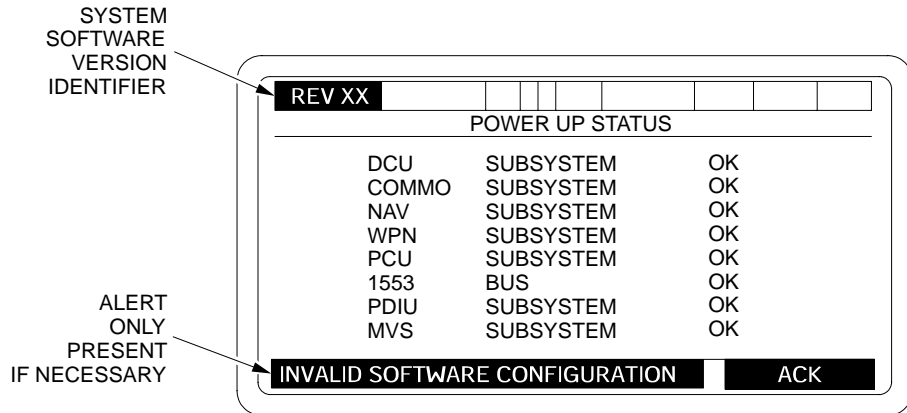 SYSTEM
SOFTWARE
VERSION
IDENTIFIER
REV XX
POWER UP STATUS
DCU SUBSYSTEM OK
COMMO SUBSYSTEM OK
NAV SUBSYSTEM OK
WPN SUBSYSTEM OK
PCU SUBSYSTEM OK
1553 BUS OK
PDIU SUBSYSTEM OK
MVS SUBSYSTEM OK
ALERT
ONLY
PRESENT
IF NECESSARY
INVALID SOFTWARE CONFIGURATION ACK